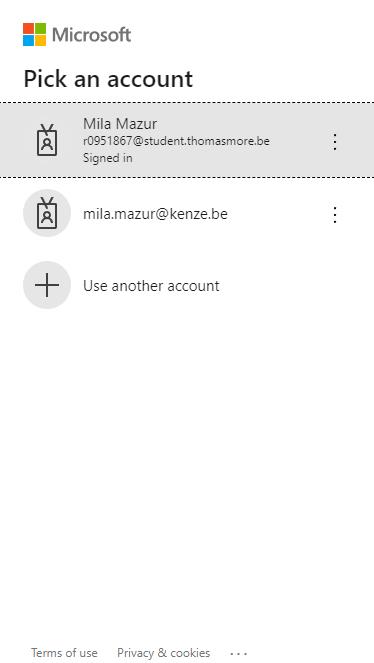 Microsoft
Pick an account
Mila Mazur
r0951867@student.thomasmore.be
Signed in
mila.mazur@kenze.be
Use another account
Terms of use Privacy & cookies ...